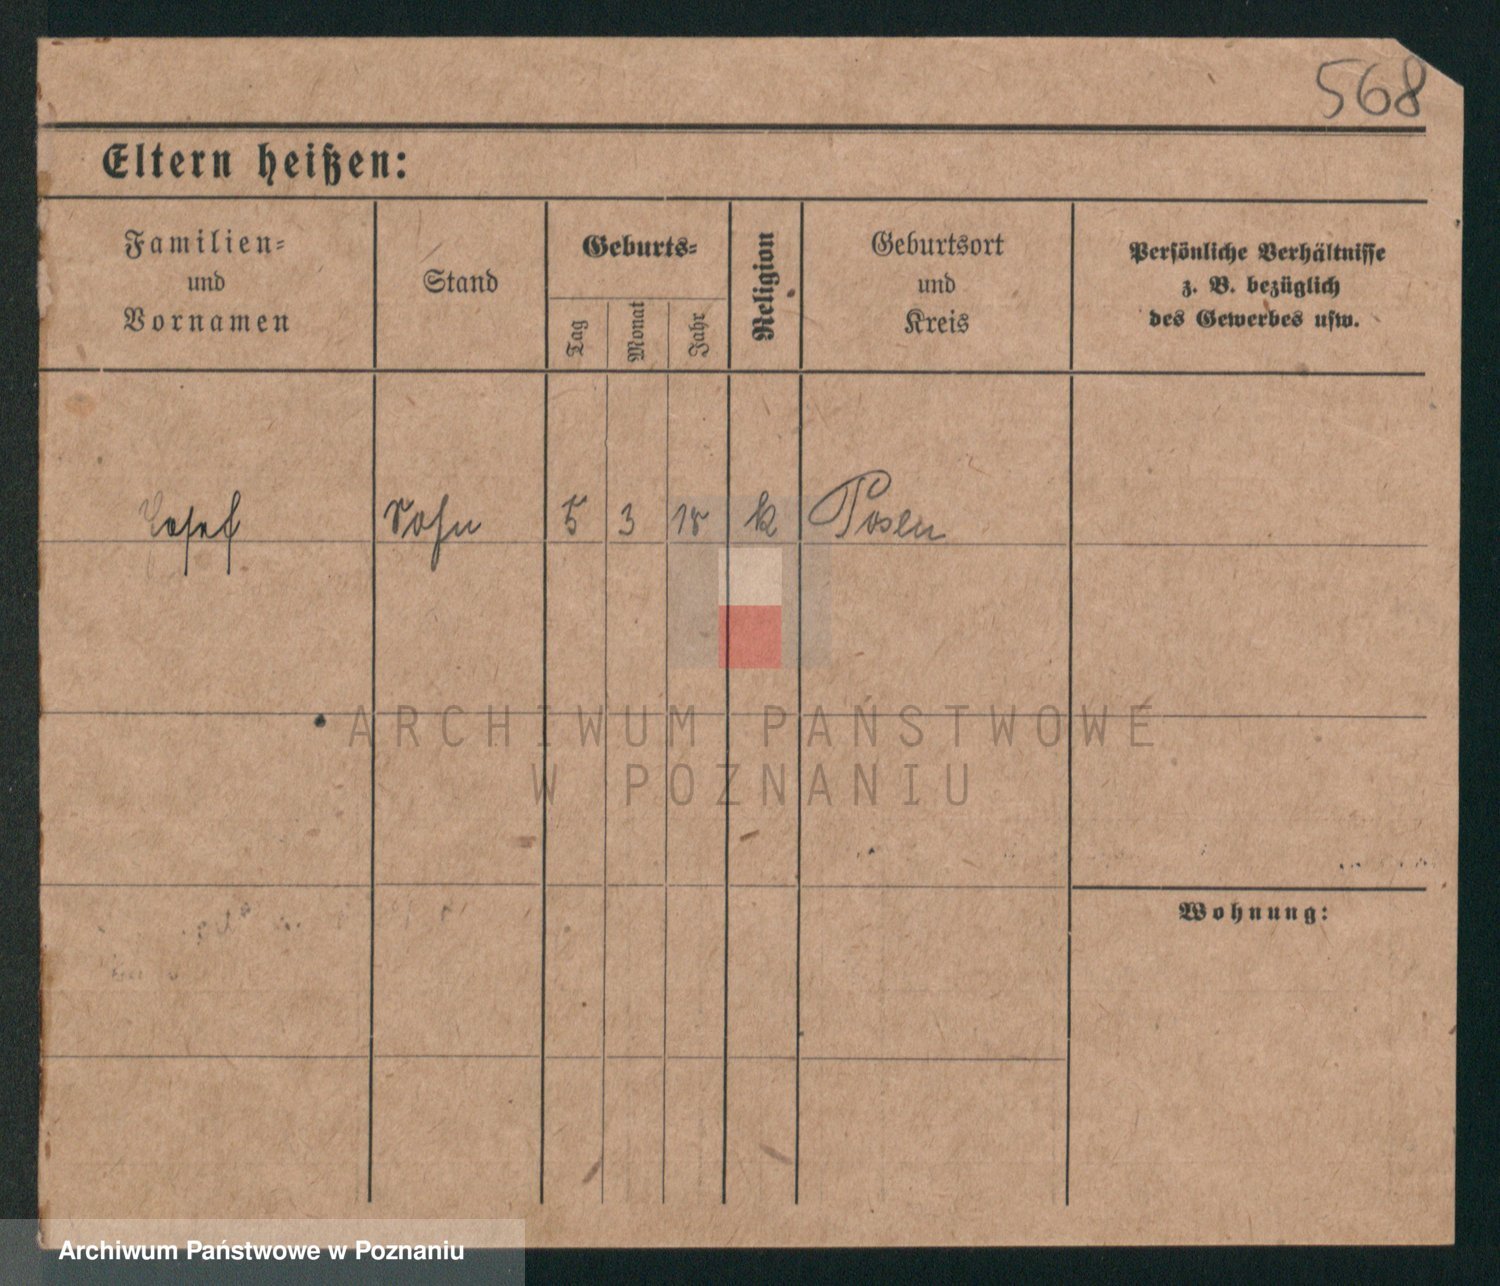 568
Eltern heißen:
Familien-
und
Vornamen
Stand
Geburts-
Tag
Monat
Jahr
Religion
Geburtsort
und
Kreis
Persönliche Verhältnisse
z. B. bezüglich
des Gewerbes usw.
Josef Sohn 5 3 18 k Posen
ARCHIWUM PAŃSTWOWE
W POZNANIU
Wohnung:
Archiwum Państwowe w Poznaniu